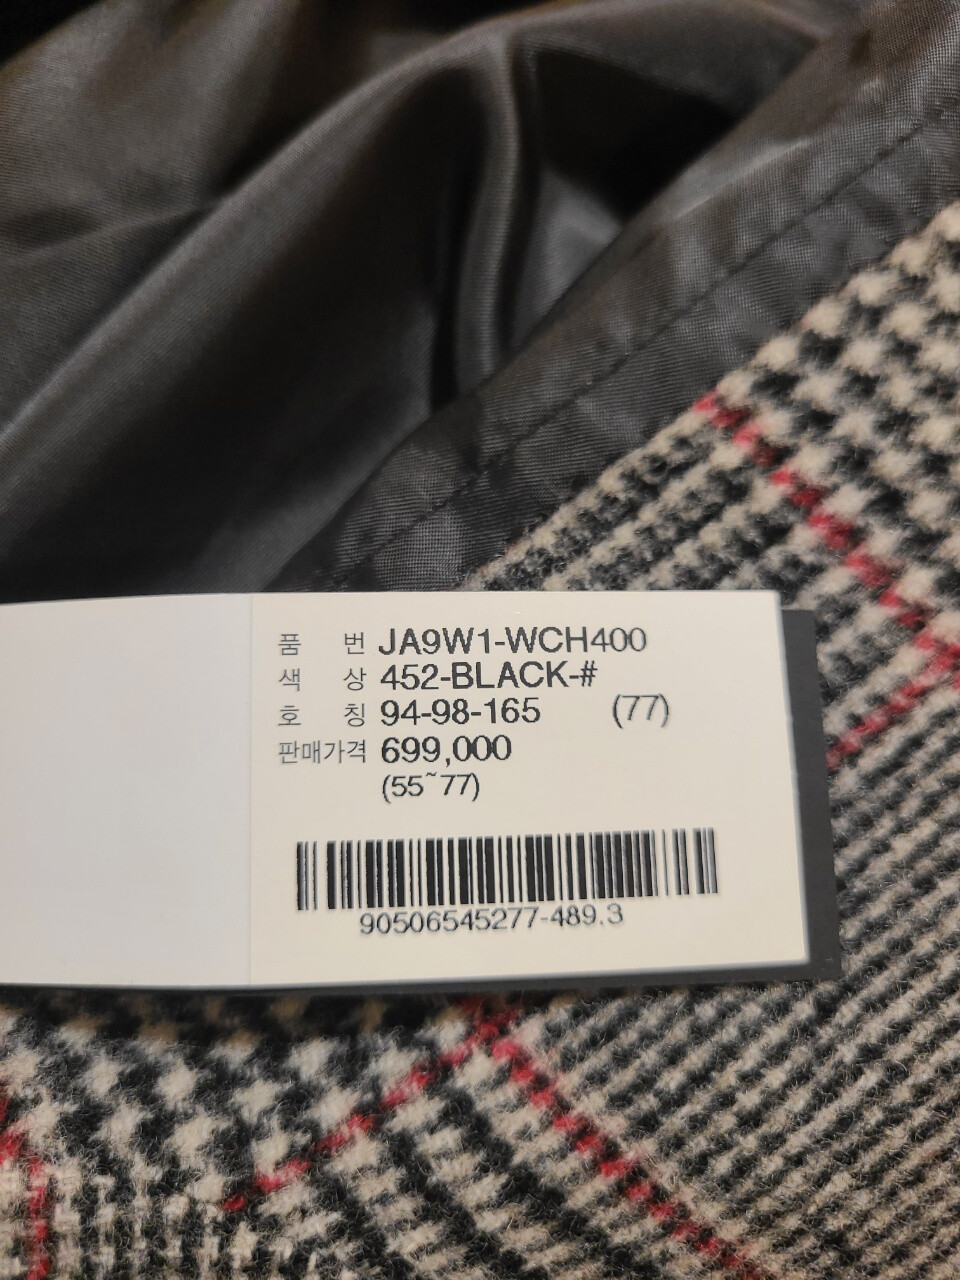 품 번 JA9W1-WCH400
색 상 452-BLACK-#
호 칭 94-98-165 (77)
판매가격 699,000
(55~77)
90506545277-489.3